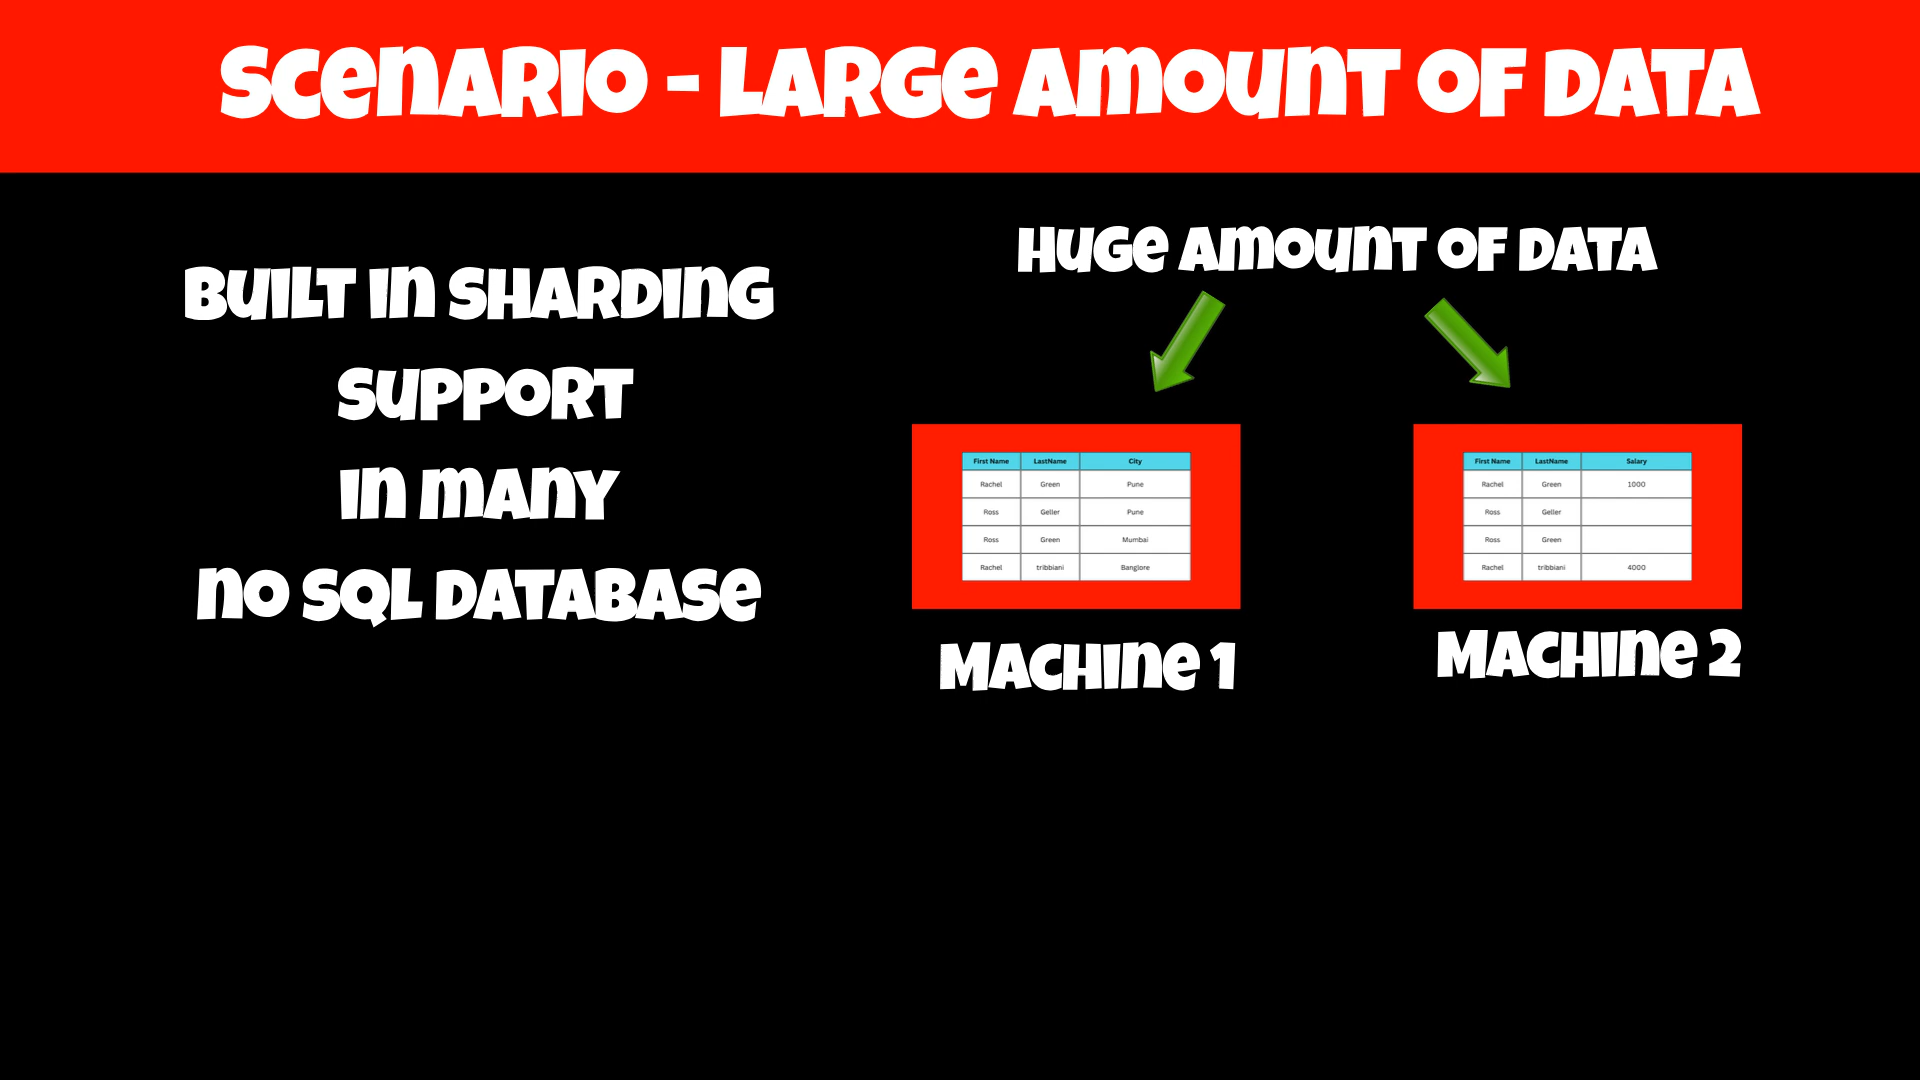 Scenario - Large Amount of Data
Built in Sharding
Support
in many
No SQL Database
Huge Amount of Data
First Name LastName City
Rachel Green Pune
Ross Geller Pune
Ross Green Mumbai
Rachel tribbiani Banglore
Machine 1
First Name LastName Salary
Rachel Green 1000
Ross Geller
Ross Green
Rachel tribbiani 4000
Machine 2